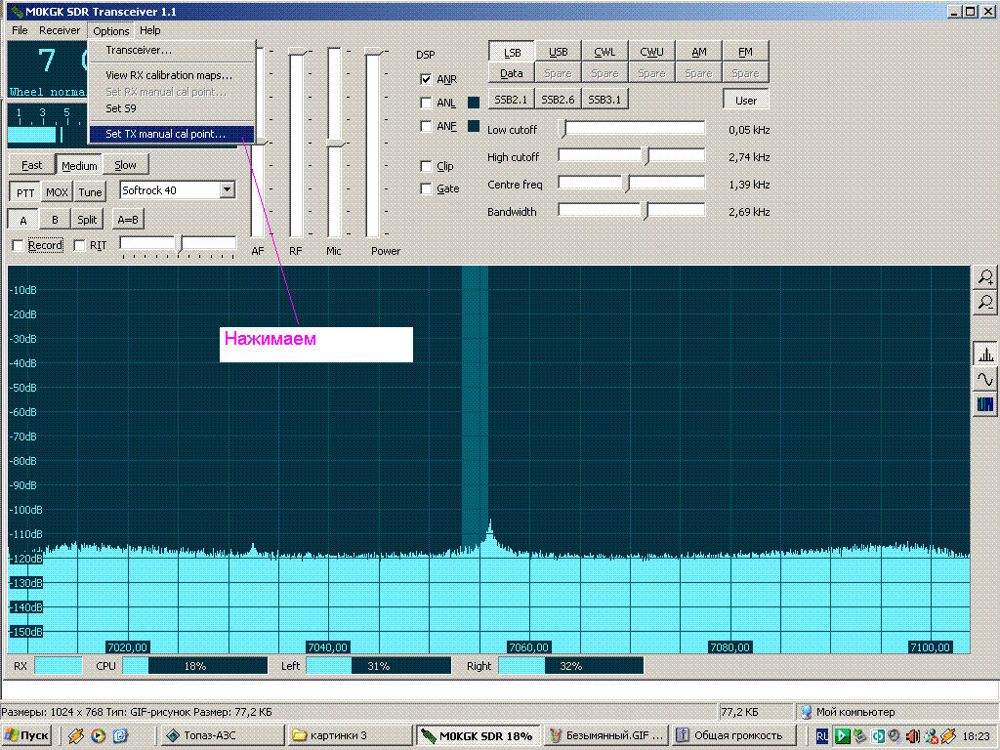 M0KGK SDR Transceiver 1.1
File Receiver Options Help
Transceiver...
View RX calibration maps...
Set RX manual cal point...
Set S9
Set TX manual cal point...
7
Wheel
1 3 5
Fast Medium Slow
PTT MOX Tune Softrock 40
A B Split A=B
Record RIT
AF RF Mic Power
DSP
ANR
ANL
ANF
Clip
Gate
LSB USB CWL CWU AM FM
Data Spare Spare Spare Spare Spare
SSB2.1 SSB2.6 SSB3.1 User
Low cutoff 0,05 kHz
High cutoff 2,74 kHz
Centre freq 1,39 kHz
Bandwidth 2,69 kHz
Нажимаем
-10dB
-20dB
-30dB
-40dB
-50dB
-60dB
-70dB
-80dB
-90dB
-100dB
-110dB
-120dB
-130dB
-140dB
-150dB
7020,00 7040,00 7060,00 7080,00 7100,00
RX CPU 18% Left 31% Right 32%
Размеры: 1024 x 768 Тип: GIF-рисунок Размер: 77,2 КБ 77,2 КБ Мой компьютер
Пуск Топаз-АЗС картинки 3 M0KGK SDR 18% Безымянный.GIF ... Общая громкость RL 18:23